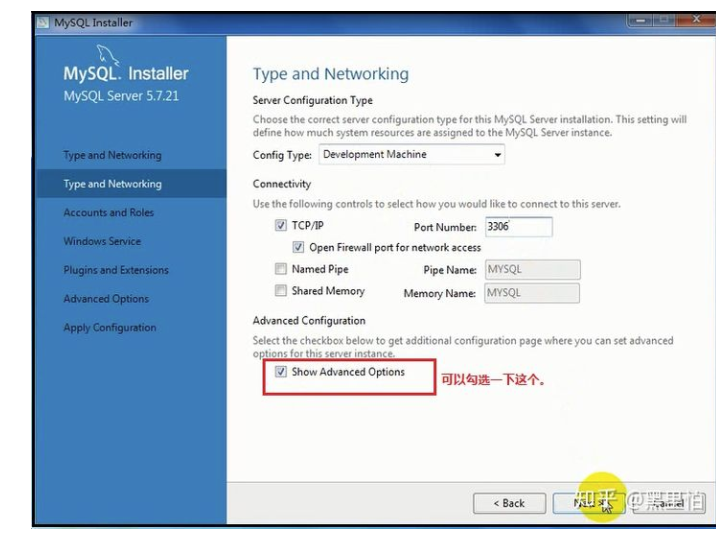 MySQL Installer
MySQL. Installer
MySQL Server 5.7.21
Type and Networking
Type and Networking
Accounts and Roles
Windows Service
Plugins and Extensions
Advanced Options
Apply Configuration
Type and Networking
Server Configuration Type
Choose the correct server configuration type for this MySQL Server installation. This setting will
define how much system resources are assigned to the MySQL Server instance.
Config Type: Development Machine
Connectivity
Use the following controls to select how you would like to connect to this server.
TCP/IP Port Number: 3306
Open Firewall port for network access
Named Pipe Pipe Name: MYSQL
Shared Memory Memory Name: MYSQL
Advanced Configuration
Select the checkbox below to get additional configuration page where you can set advanced
options for this server instance.
Show Advanced Options
可以勾选一下这个。
< Back Next > Cancel
知乎 @黑里怕